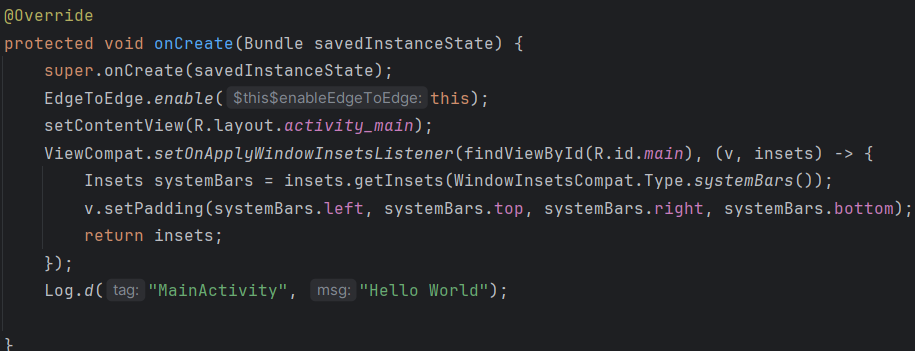 @Override
protected void onCreate(Bundle savedInstanceState) {
super.onCreate(savedInstanceState);
EdgeToEdge.enable( $this$enableEdgeToEdge: this);
setContentView(R.layout.activity_main);
ViewCompat.setOnApplyWindowInsetsListener(findViewById(R.id.main), (v, insets) -> {
Insets systemBars = insets.getInsets(WindowInsetsCompat.Type.systemBars());
v.setPadding(systemBars.left, systemBars.top, systemBars.right, systemBars.bottom);
return insets;
});
Log.d( tag: "MainActivity", msg: "Hello World");
}